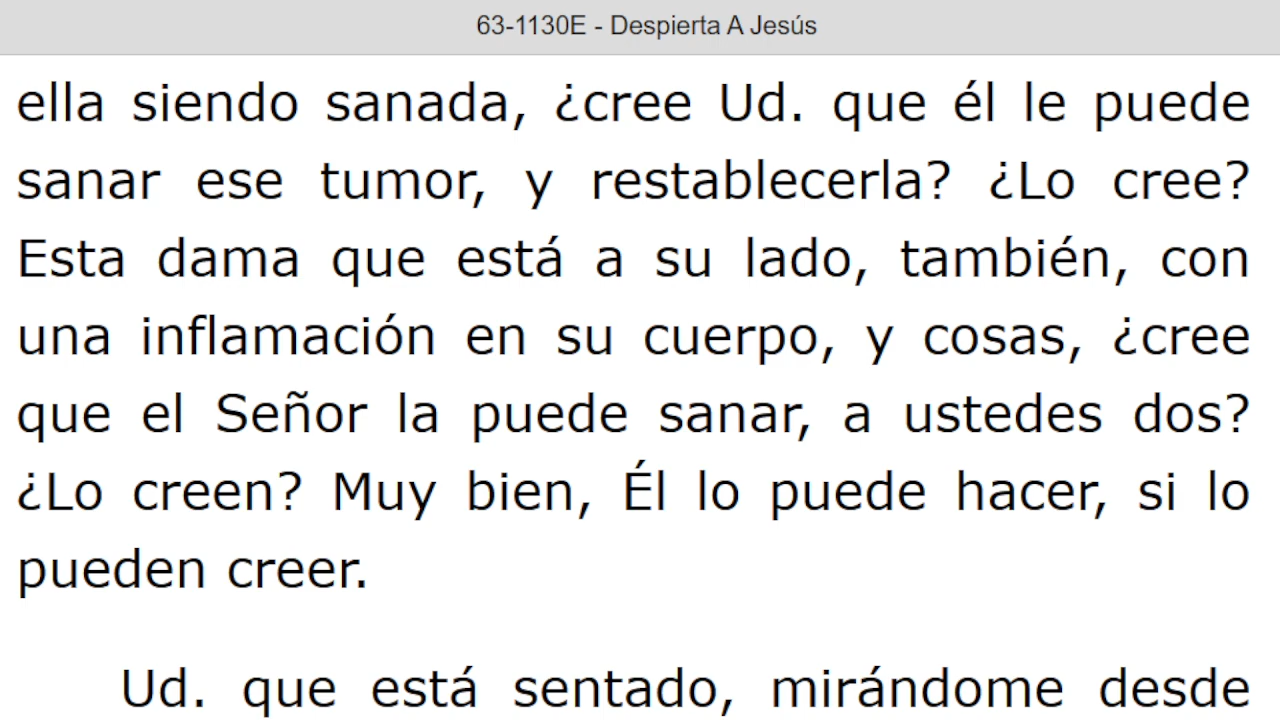 63-1130E - Despierta A Jesús
ella siendo sanada, ¿cree Ud. que él le puede
sanar ese tumor, y restablecerla? ¿Lo cree?
Esta dama que está a su lado, también, con
una inflamación en su cuerpo, y cosas, ¿cree
que el Señor la puede sanar, a ustedes dos?
¿Lo creen? Muy bien, Él lo puede hacer, si lo
pueden creer.
Ud. que está sentado, mirándome desde